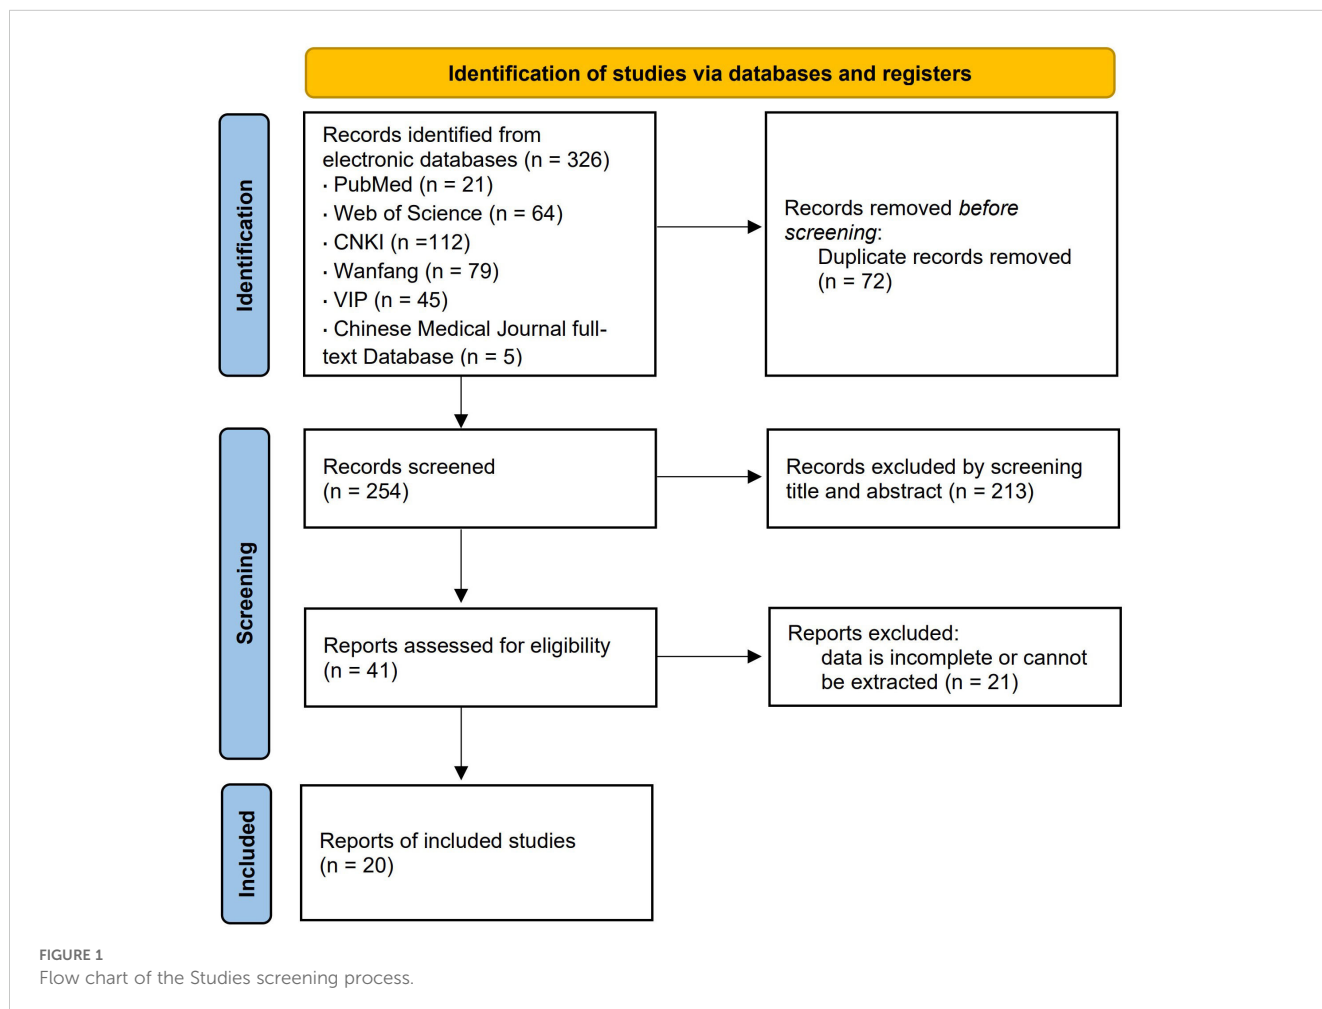 Identification of studies via databases and registers
Identification
Records identified from
electronic databases (n = 326)
· PubMed (n = 21)
· Web of Science (n = 64)
· CNKI (n =112)
· Wanfang (n = 79)
· VIP (n = 45)
· Chinese Medical Journal full-
text Database (n = 5)
Records removed before
screening:
Duplicate records removed
(n = 72)
Screening
Records screened
(n = 254)
Records excluded by screening
title and abstract (n = 213)
Reports assessed for eligibility
(n = 41)
Reports excluded:
data is incomplete or cannot
be extracted (n = 21)
Included
Reports of included studies
(n = 20)
FIGURE 1
Flow chart of the Studies screening process.